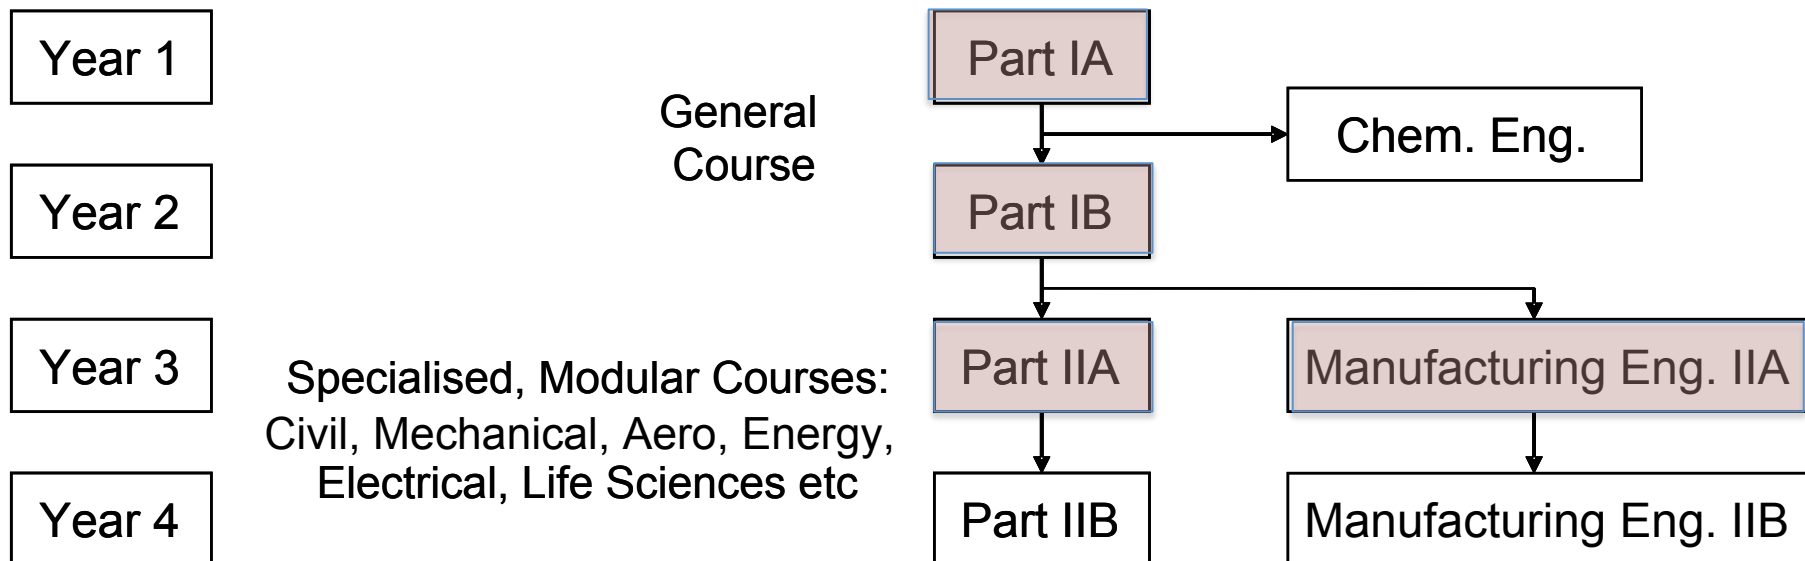 Year 1
Part IA
General
Course
Chem. Eng.
Year 2
Part IB
Year 3
Specialised, Modular Courses:
Civil, Mechanical, Aero, Energy,
Electrical, Life Sciences etc
Part IIA
Manufacturing Eng. IIA
Year 4
Part IIB
Manufacturing Eng. IIB